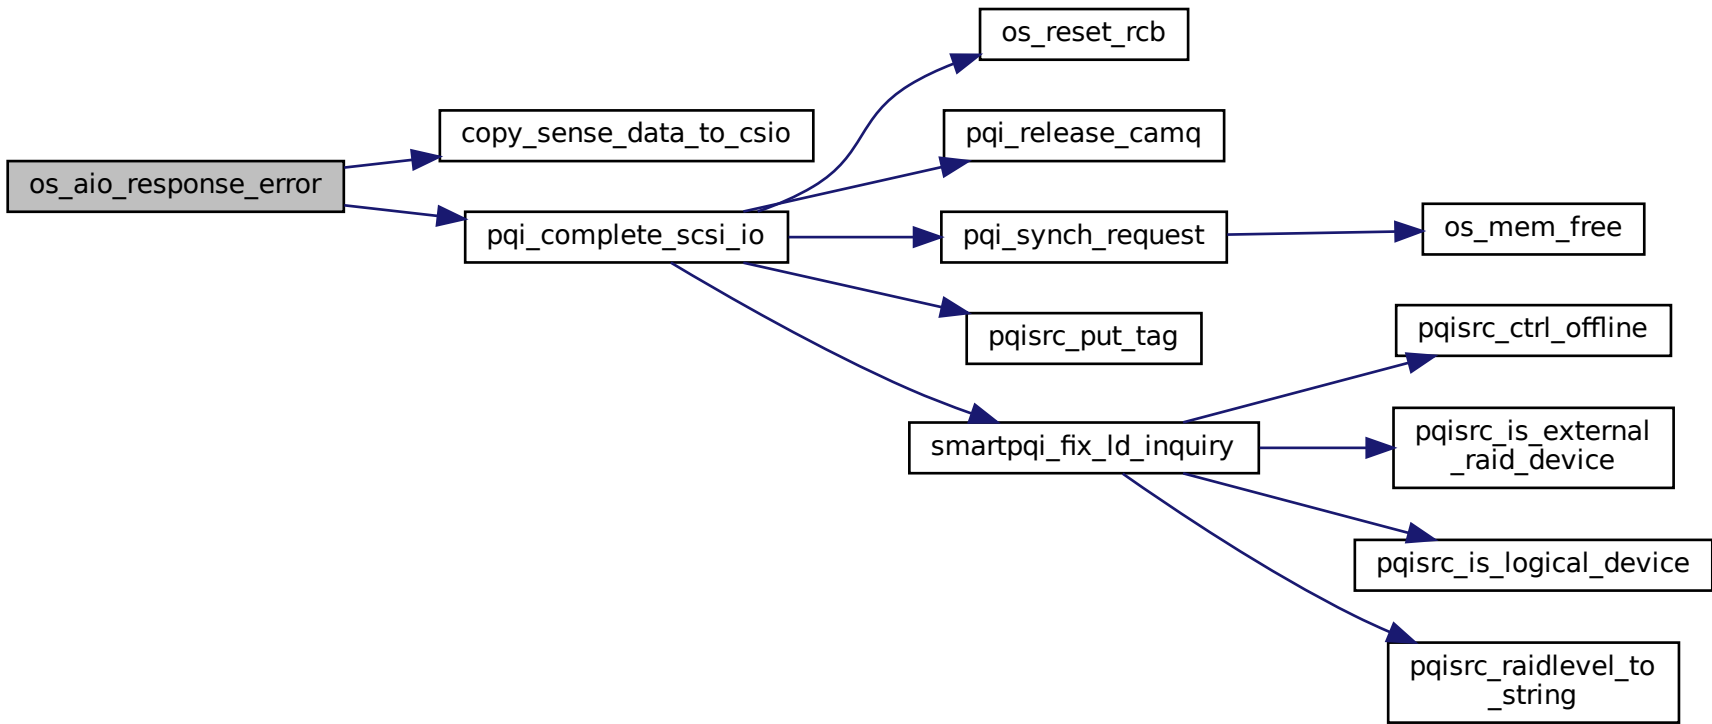 os_aio_response_error
copy_sense_data_to_csio
pqi_complete_scsi_io
os_reset_rcb
pqi_release_camq
pqi_synch_request
os_mem_free
pqisrc_put_tag
smartpqi_fix_ld_inquiry
pqisrc_ctrl_offline
pqisrc_is_external
_raid_device
pqisrc_is_logical_device
pqisrc_raidlevel_to
_string